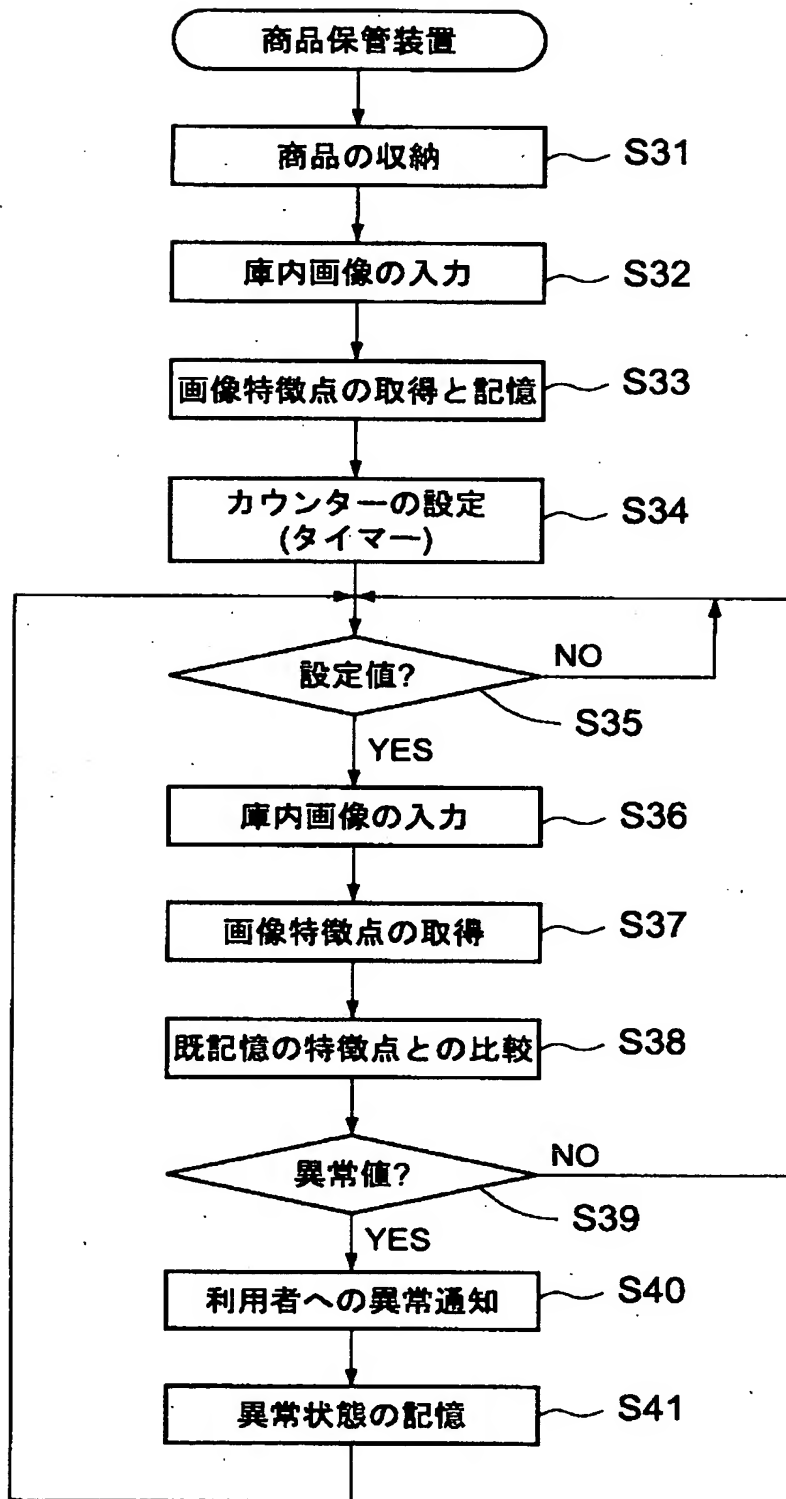 商品保管装置
商品の収納
S31
庫内画像の入力
S32
画像特徴点の取得と記憶
S33
カウンターの設定
(タイマー)
S34
設定値?
NO
S35
YES
庫内画像の入力
S36
画像特徴点の取得
S37
既記憶の特徴点との比較
S38
異常値?
NO
S39
YES
利用者への異常通知
S40
異常状態の記憶
S41